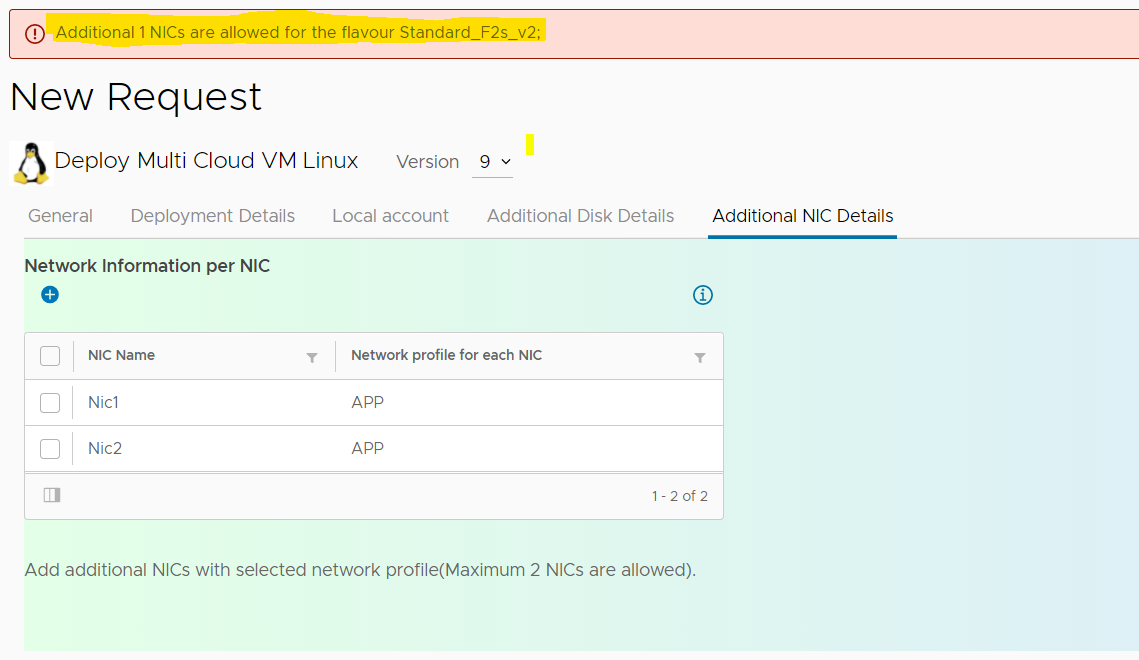 Additional 1 NICs are allowed for the flavour Standard_F2s_v2;
New Request
Deploy Multi Cloud VM Linux Version 9
General Deployment Details Local account Additional Disk Details Additional NIC Details
Network Information per NIC
NIC Name Network profile for each NIC
Nic1 APP
Nic2 APP
1 - 2 of 2
Add additional NICs with selected network profile(Maximum 2 NICs are allowed).